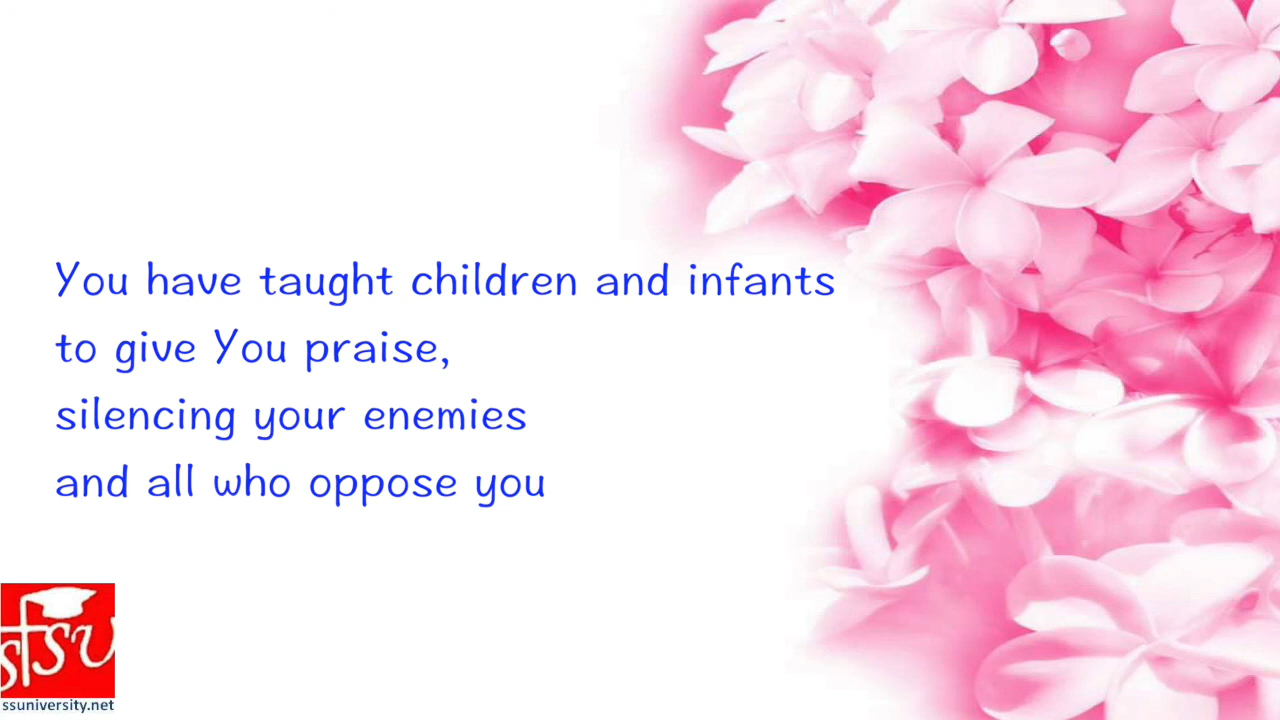 You have taught children and infants
to give You praise,
silencing your enemies
and all who oppose you
sfsu
ssuniversity.net